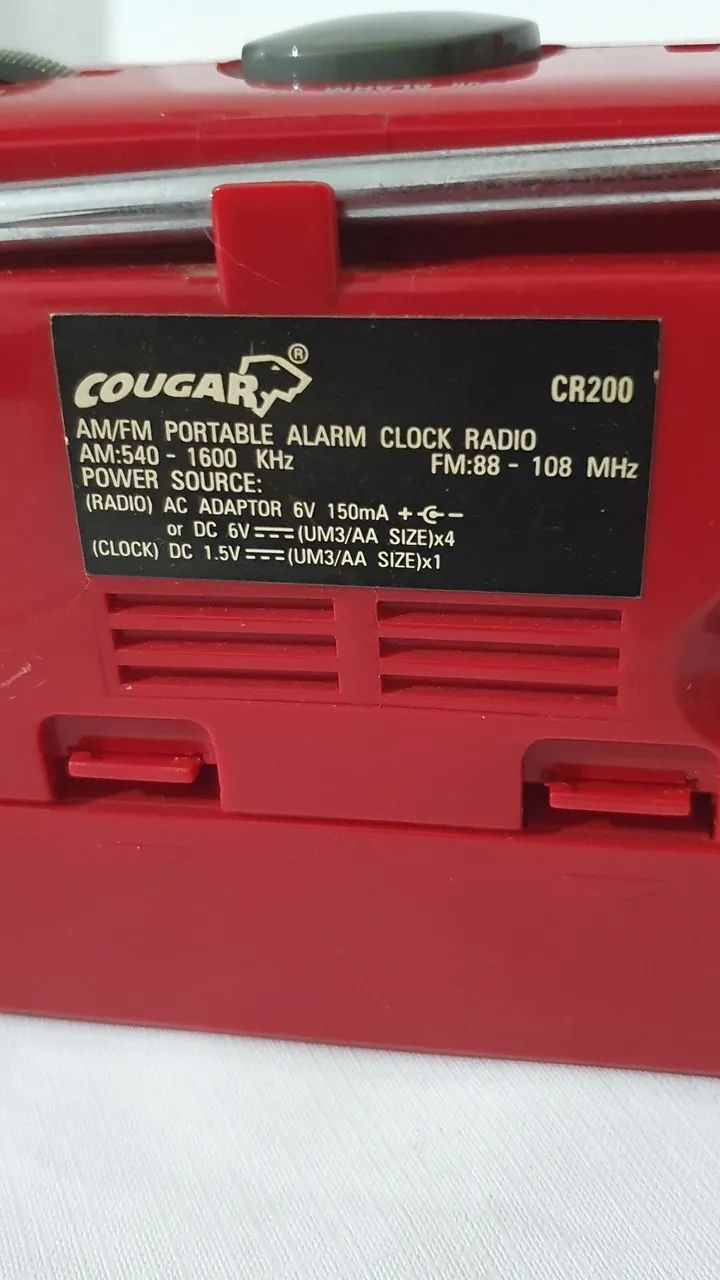 COUGAR ®
CR200
AM/FM PORTABLE ALARM CLOCK RADIO
AM:540 - 1600 KHz FM:88 - 108 MHz
POWER SOURCE:
(RADIO) AC ADAPTOR 6V 150mA + -
or DC 6V (UM3/AA SIZE)x4
(CLOCK) DC 1.5V (UM3/AA SIZE)x1